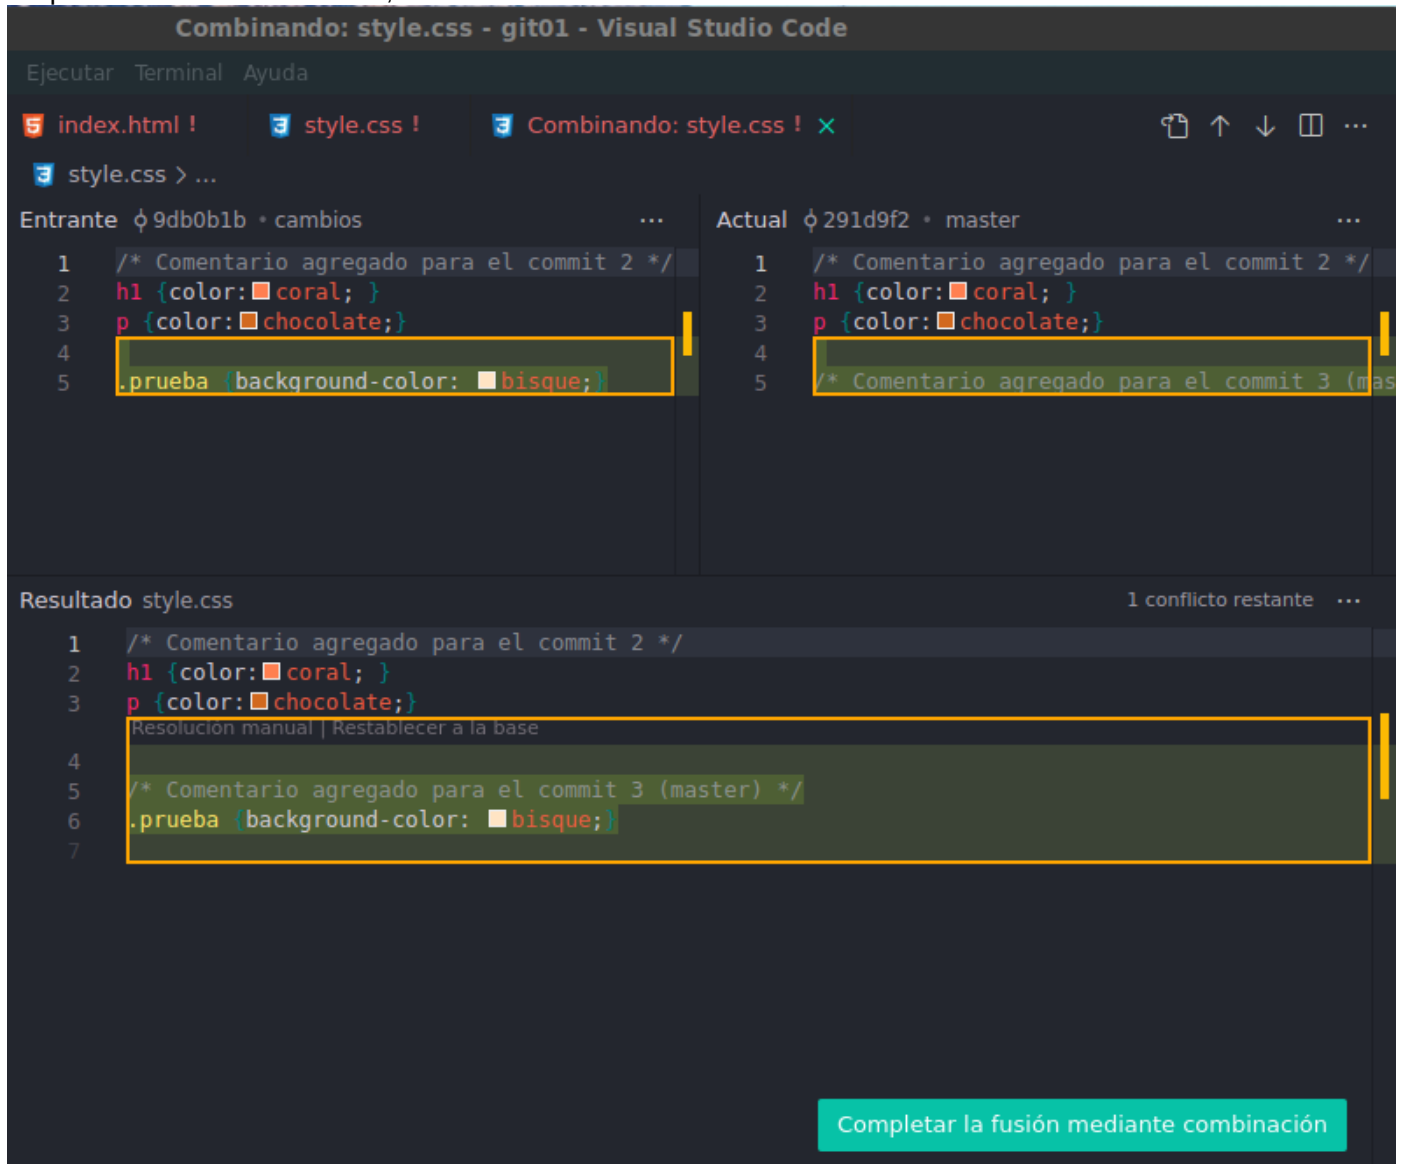 Combinando: style.css - git01 - Visual Studio Code
Ejecutar Terminal Ayuda
index.html ! style.css ! Combinando: style.css !
style.css > ...
Entrante 9db0b1b • cambios
1 /* Comentario agregado para el commit 2 */
2 h1 {color: coral; }
3 p {color: chocolate;}
4
5 .prueba {background-color: bisque;}
Actual 291d9f2 • master
1 /* Comentario agregado para el commit 2 */
2 h1 {color: coral; }
3 p {color: chocolate;}
4
5 /* Comentario agregado para el commit 3 (mas
Resultado style.css 1 conflicto restante ...
1 /* Comentario agregado para el commit 2 */
2 h1 {color: coral; }
3 p {color: chocolate;}
Resolución manual | Restablecer a la base
4
5 /* Comentario agregado para el commit 3 (master) */
6 .prueba {background-color: bisque;}
7
Completar la fusión mediante combinación